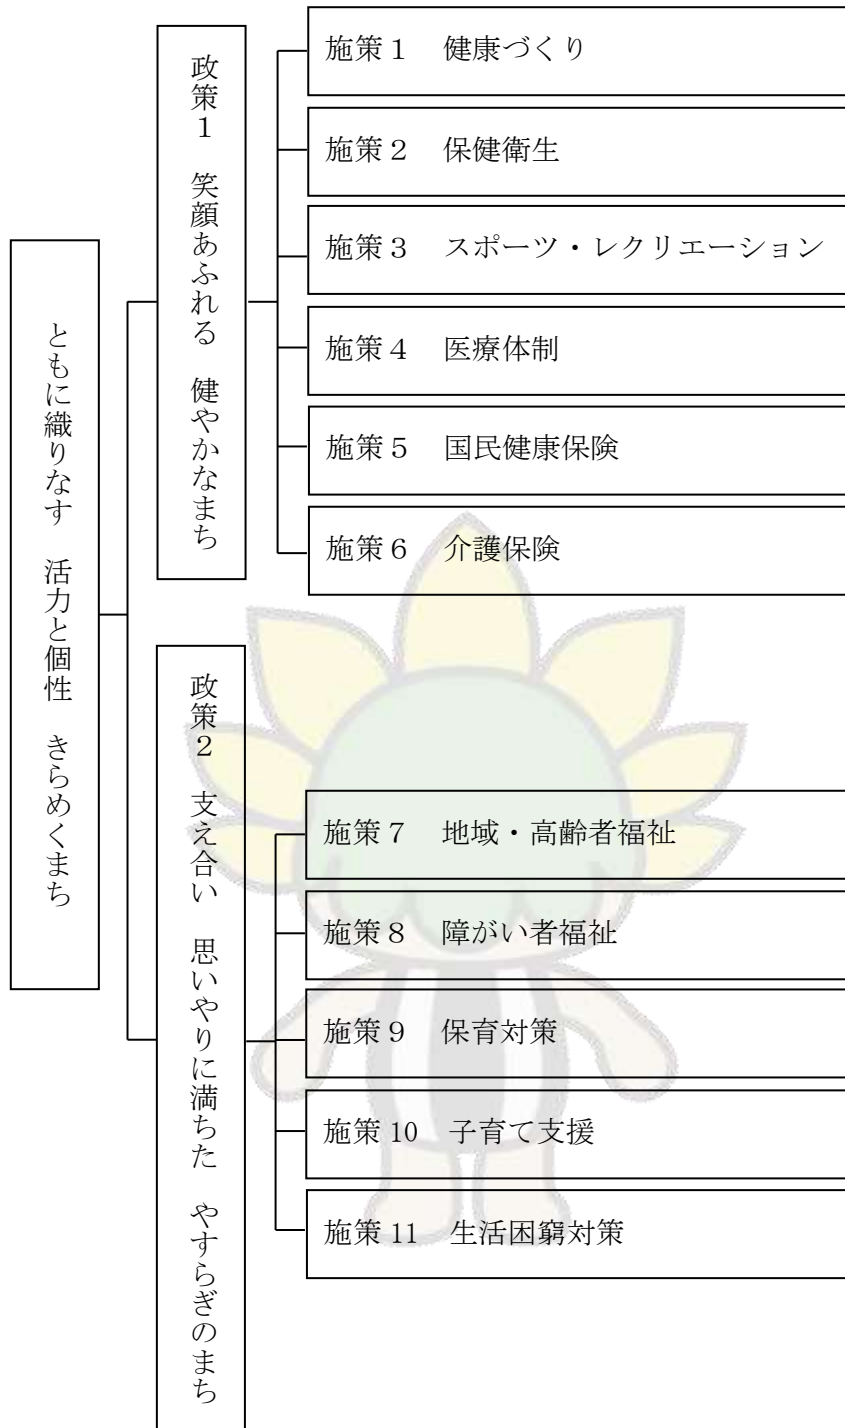 ともに織りなす　活力と個性　きらめくまち
政策１　笑顔あふれる　健やかなまち
施策１　健康づくり
施策２　保健衛生
施策３　スポーツ・レクリエーション
施策４　医療体制
施策５　国民健康保険
施策６　介護保険
政策２　支え合い　思いやりに満ちた　やすらぎのまち
施策７　地域・高齢者福祉
施策８　障がい者福祉
施策９　保育対策
施策 10　子育て支援
施策 11　生活困窮対策